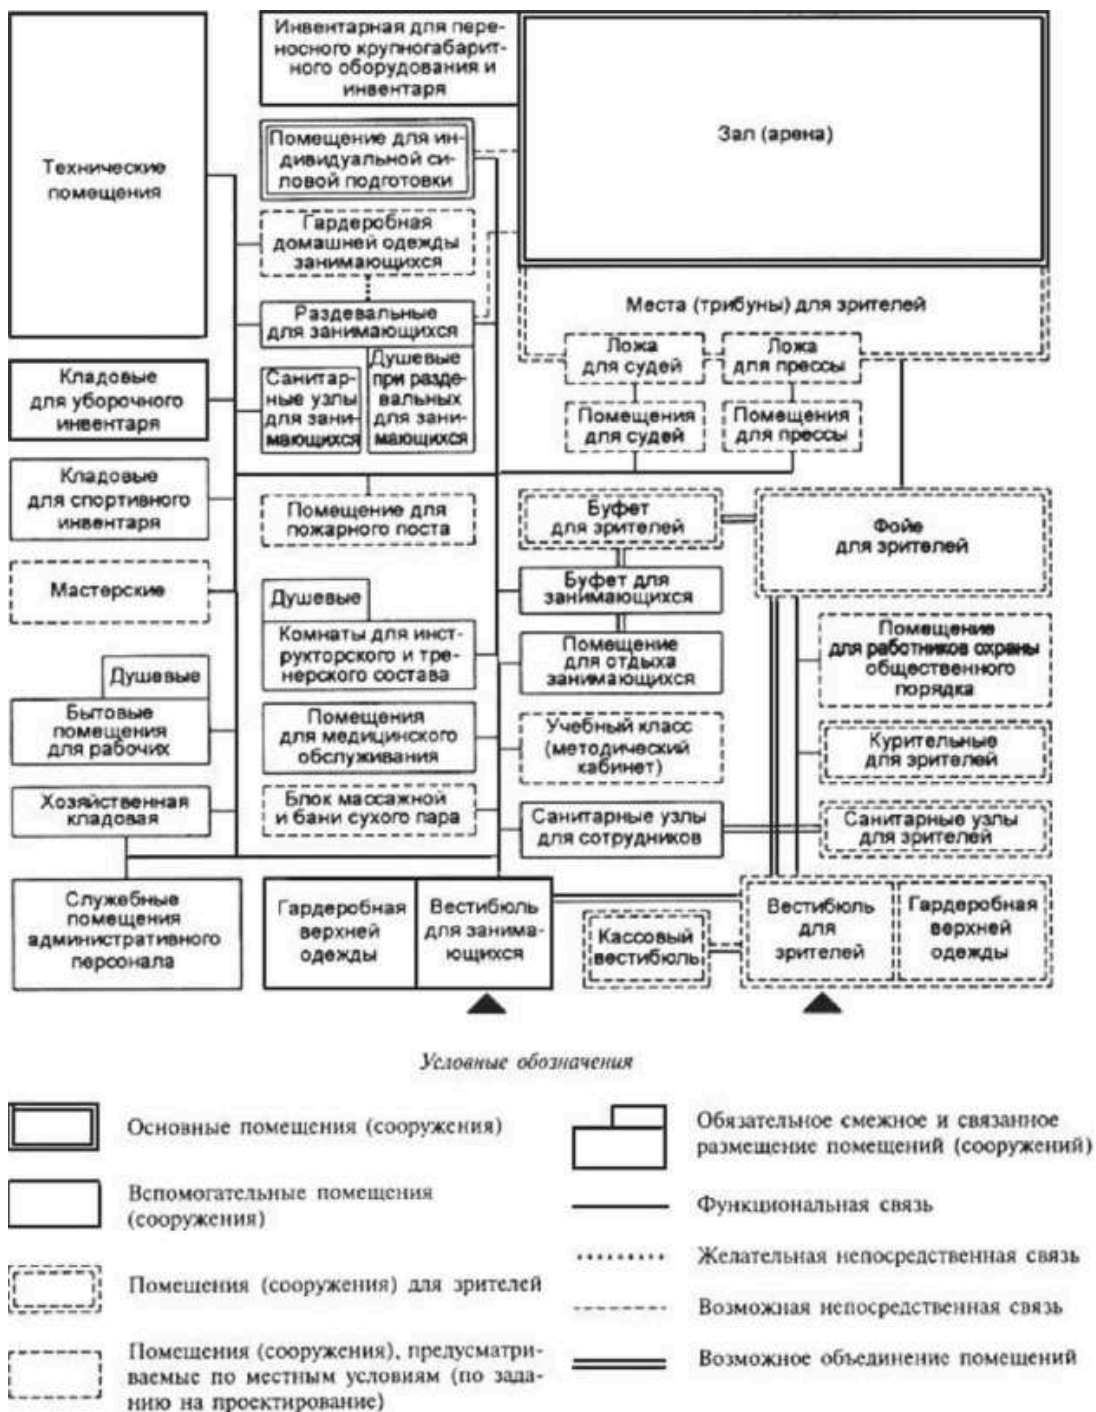 Инвентарная для пере-
носного крупногабарит-
ного оборудования и
инвентаря
Зал (арена)
Технические
помещения
Помещение для ин-
дивидуальной си-
ловой подготовки
Гардеробная
домашней одежды
занимающихся
Места (трибуны) для зрителей
Раздевальные
для занимающихся
Ложа
для судей
Ложа
для прессы
Кладовые
для уборочного
инвентаря
Санитар-
ные узлы
для зани-
мающихся
Душевые
при разде-
вальных
для зани-
мающихся
Помещения
для судей
Помещения
для прессы
Кладовые
для спортивного
инвентаря
Помещение для
пожарного поста
Буфет
для зрителей
Фойе
для зрителей
Мастерские
Душевые
Комнаты для инст-
рукторского и тре-
нерского состава
Буфет для
занимающихся
Помещение
для отдыха
занимающихся
Помещение
для работников охраны
общественного
порядка
Душевые
Бытовые
помещения
для рабочих
Помещения
для медицинского
обслуживания
Учебный класс
(методический
кабинет)
Курительные
для зрителей
Хозяйственная
кладовая
Блок массажной
и бани сухого пара
Санитарные узлы
для сотрудников
Санитарные узлы
для зрителей
Служебные
помещения
административного
персонала
Гардеробная
верхней
одежды
Вестибюль
для занима-
ющихся
Кассовый
вестибюль
Вестибюль
для
зрителей
Гардеробная
верхней
одежды
Условные обозначения
Основные помещения (сооружения)
Вспомогательные помещения
(сооружения)
Помещения (сооружения) для зрителей
Помещения (сооружения), предусматри-
ваемые по местным условиям (по зада-
нию на проектирование)
Обязательное смежное и связанное
размещение помещений (сооружений)
Функциональная связь
Желательная непосредственная связь
Возможная непосредственная связь
Возможное объединение помещений